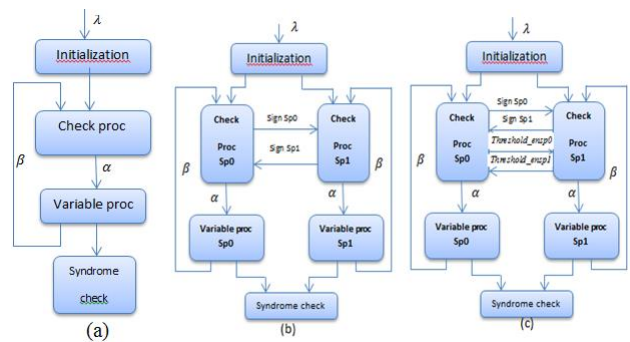 λ
Initialization
Check proc
β
α
Variable proc
Syndrome
check
(a)
λ
Initialization
Check
Proc
Sp0
Sign Sp0
Sign Sp1
Check
Proc
Sp1
β
β
α
α
Variable proc
Sp0
Variable proc
Sp1
Syndrome check
(b)
λ
Initialization
Check
Proc
Sp0
Sign Sp0
Sign Sp1
Threshold_ensp0
Threshold_ensp1
Check
Proc
Sp1
β
β
α
α
Variable proc
Sp0
Variable proc
Sp1
Syndrome check
(c)